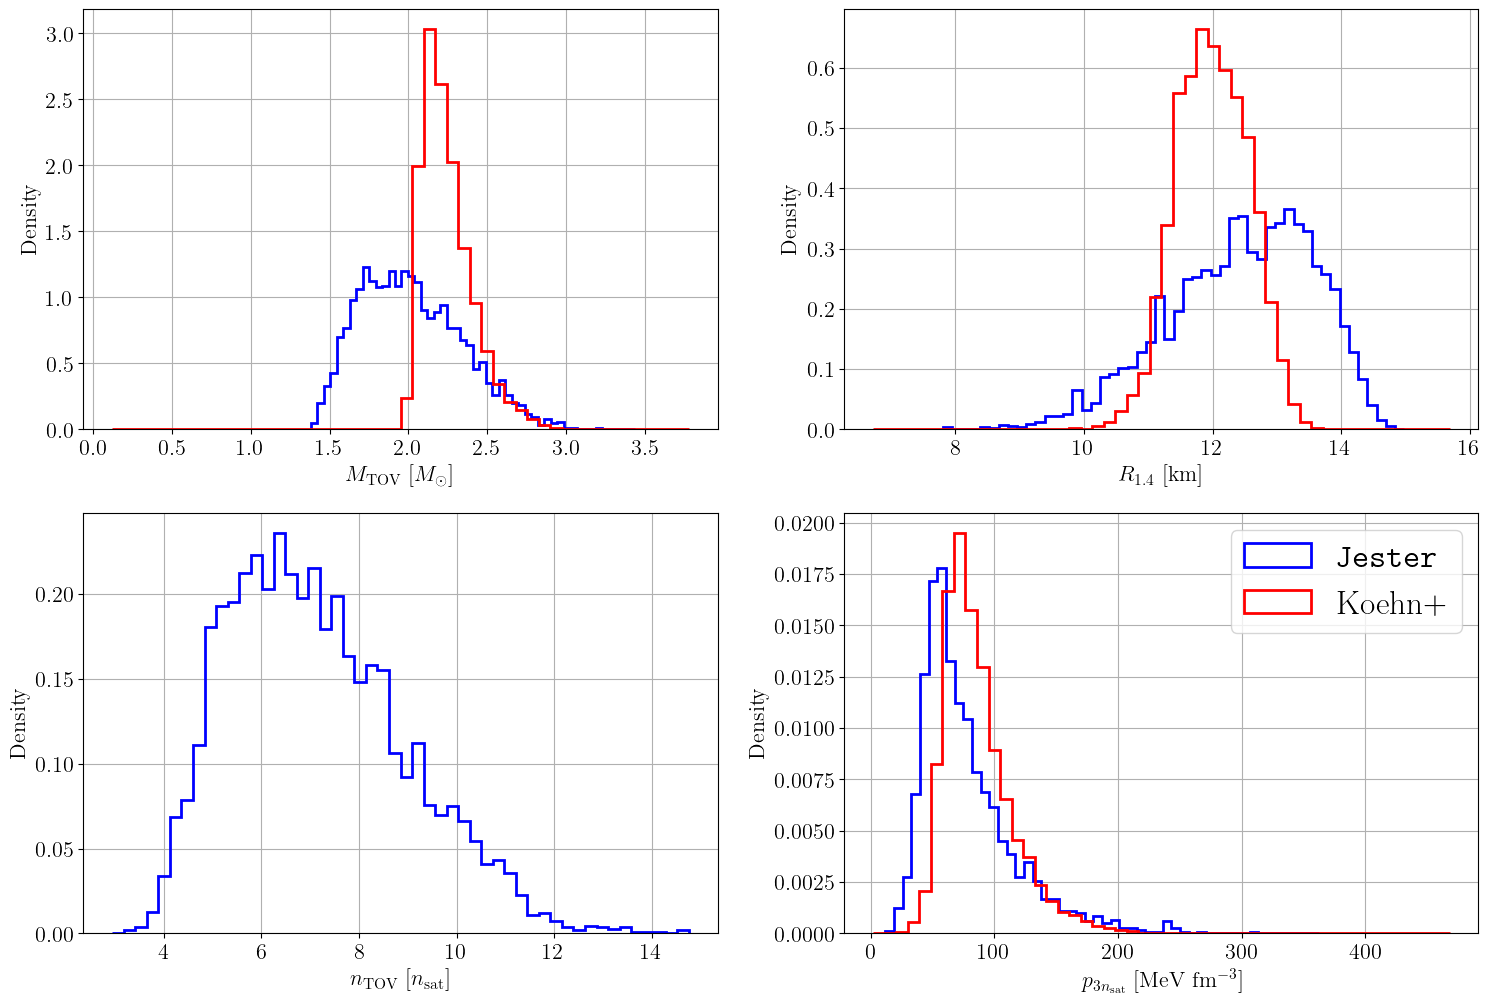 3.0
2.5
2.0
1.5
1.0
0.5
0.0
Density
0.0 0.5 1.0 1.5 2.0 2.5 3.0 3.5
M_TOV [M_⊙]
0.6
0.5
0.4
0.3
0.2
0.1
0.0
Density
8 10 12 14 16
R_1.4 [km]
0.20
0.15
0.10
0.05
0.00
Density
4 6 8 10 12 14
n_TOV [n_sat]
0.0200
0.0175
0.0150
0.0125
0.0100
0.0075
0.0050
0.0025
0.0000
Density
Jester
Koehn+
0 100 200 300 400
p_{3n_sat} [MeV fm⁻³]